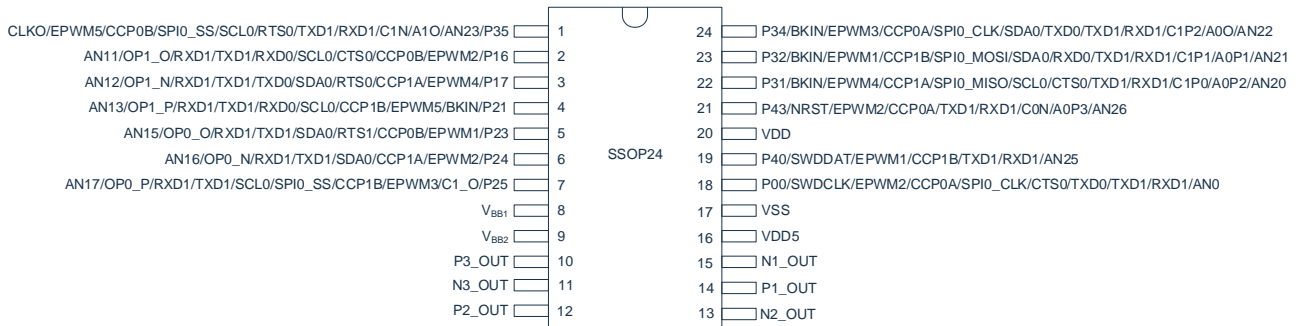 CLKO/EPWM5/CCP0B/SPI0_SS/SCL0/RTS0/TXD1/RXD1/C1N/A1O/AN23/P35 1 24 P34/BKIN/EPWM3/CCP0A/SPI0_CLK/SDA0/TXD0/TXD1/RXD1/C1P2/A0O/AN22
AN11/OP1_O/RXD1/TXD1/RXD0/SCL0/CTS0/CCP0B/EPWM2/P16 2 23 P32/BKIN/EPWM1/CCP1B/SPI0_MOSI/SDA0/RXD0/TXD1/RXD1/C1P1/A0P1/AN21
AN12/OP1_N/RXD1/TXD1/TXD0/SDA0/RTS0/CCP1A/EPWM4/P17 3 22 P31/BKIN/EPWM4/CCP1A/SPI0_MISO/SCL0/CTS0/TXD1/RXD1/C1P0/A0P2/AN20
AN13/OP1_P/RXD1/TXD1/RXD0/SCL0/CCP1B/EPWM5/BKIN/P21 4 21 P43/NRST/EPWM2/CCP0A/TXD1/RXD1/C0N/A0P3/AN26
AN15/OP0_O/RXD1/TXD1/SDA0/RTS1/CCP0B/EPWM1/P23 5 20 VDD
AN16/OP0_N/RXD1/TXD1/SDA0/CCP1A/EPWM2/P24 6 SSOP24 19 P40/SWDDAT/EPWM1/CCP1B/TXD1/RXD1/AN25
AN17/OP0_P/RXD1/TXD1/SCL0/SPI0_SS/CCP1B/EPWM3/C1_O/P25 7 18 P00/SWDCLK/EPWM2/CCP0A/SPI0_CLK/CTS0/TXD0/TXD1/RXD1/AN0
VBB1 8 17 VSS
VBB2 9 16 VDD5
P3_OUT 10 15 N1_OUT
N3_OUT 11 14 P1_OUT
P2_OUT 12 13 N2_OUT